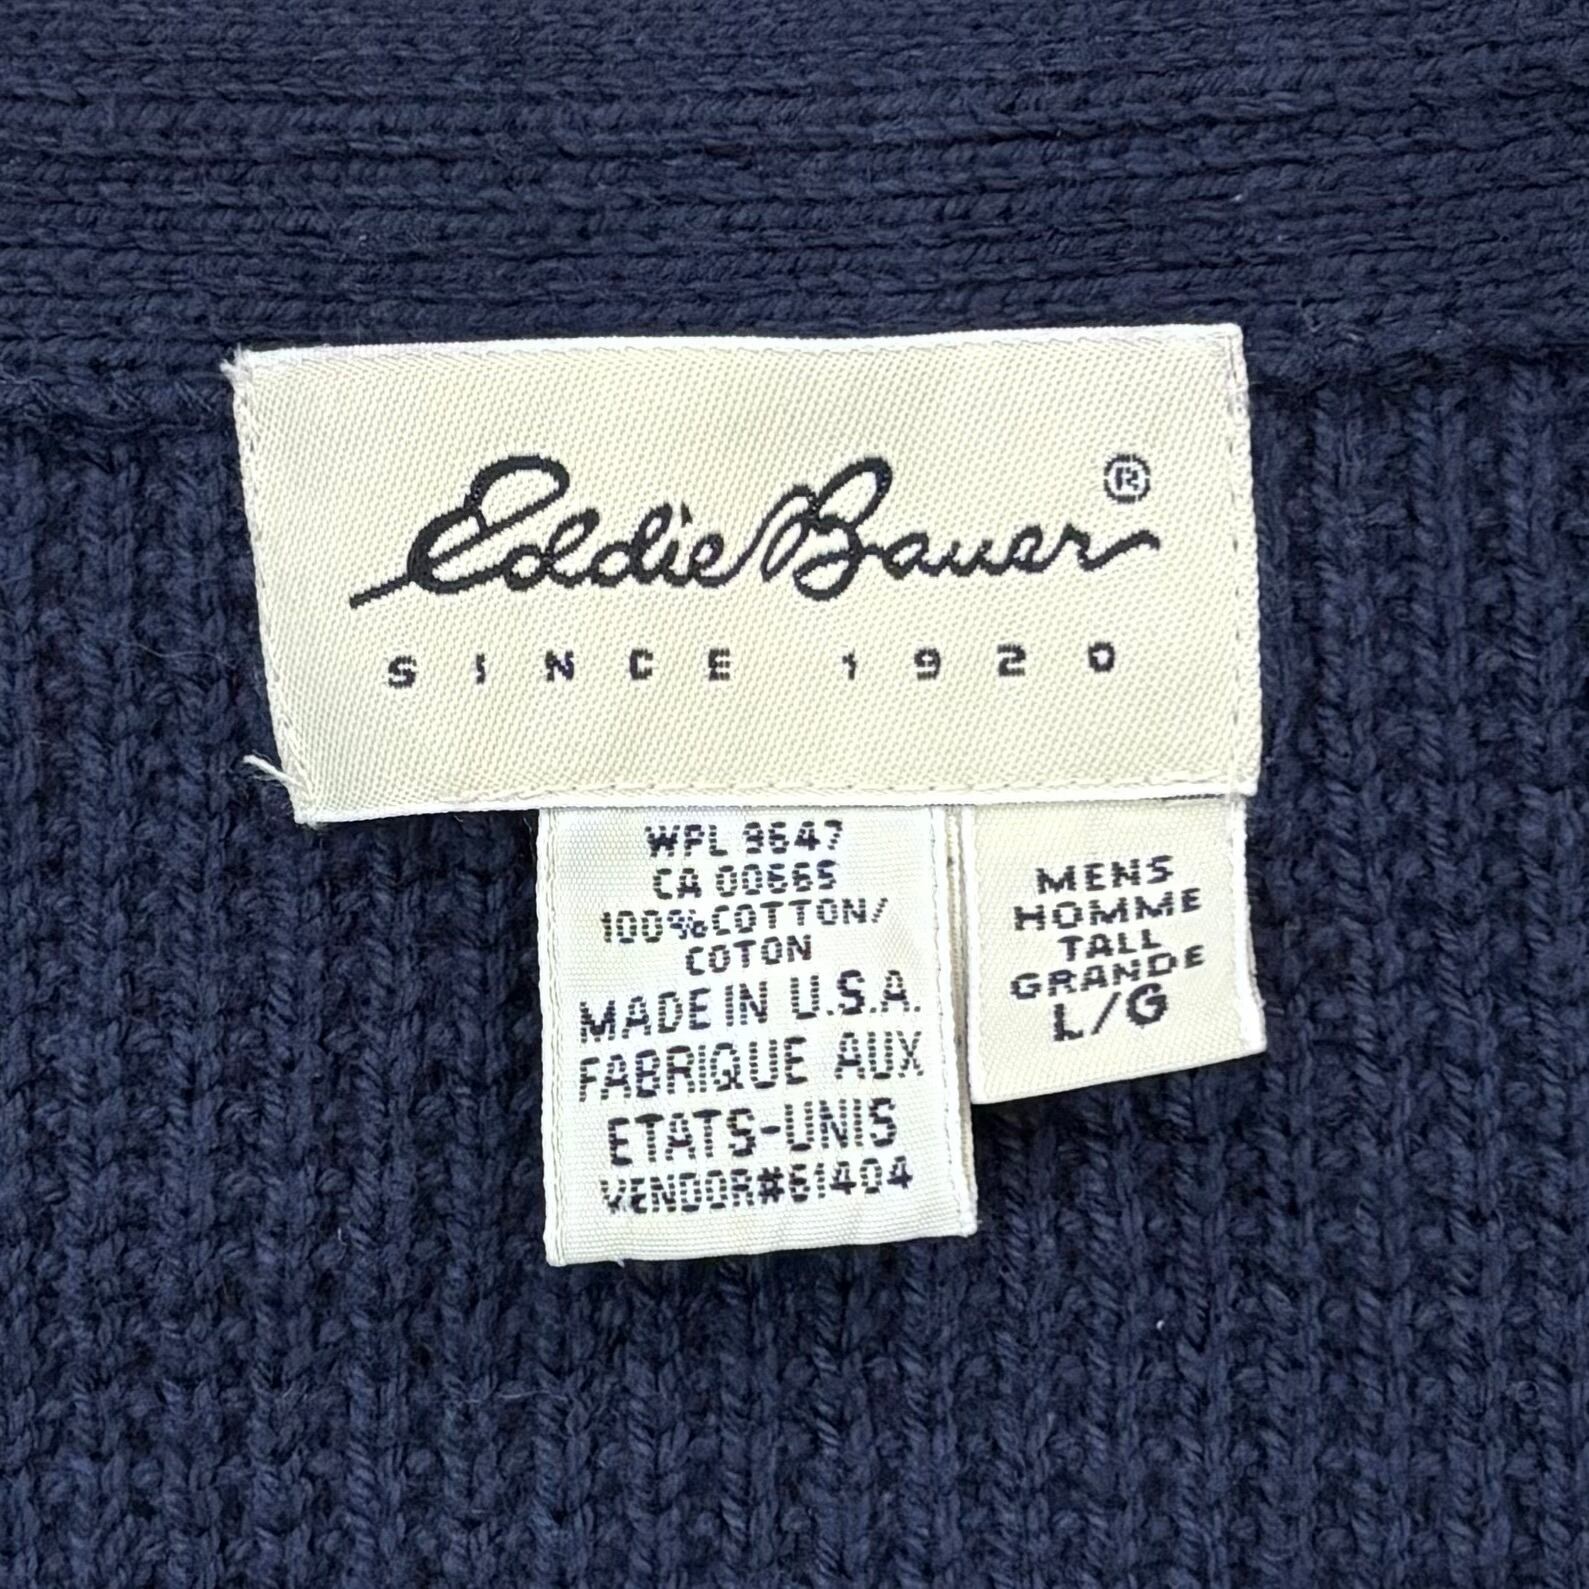 Eddie Bauer®
SINCE 1920
WPL 9647
CA 00665
100%COTTON/
COTON
MADE IN U.S.A.
FABRIQUE AUX
ETATS-UNIS
VENDOR#61404
MENS
HOMME
TALL
GRANDE
L/G